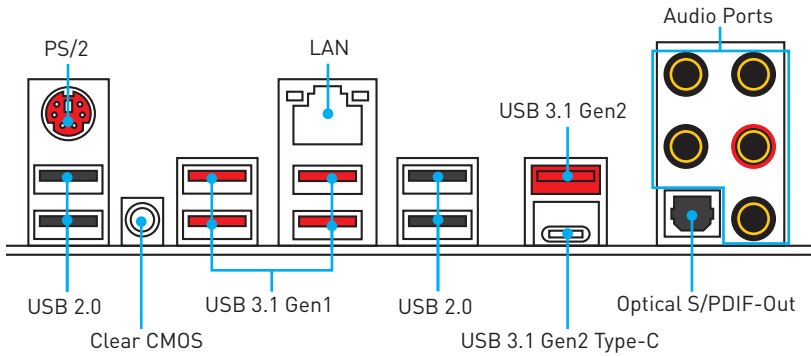 Audio Ports
PS/2
LAN
USB 3.1 Gen2
USB 2.0
USB 3.1 Gen1
USB 2.0
Optical S/PDIF-Out
Clear CMOS
USB 3.1 Gen2 Type-C